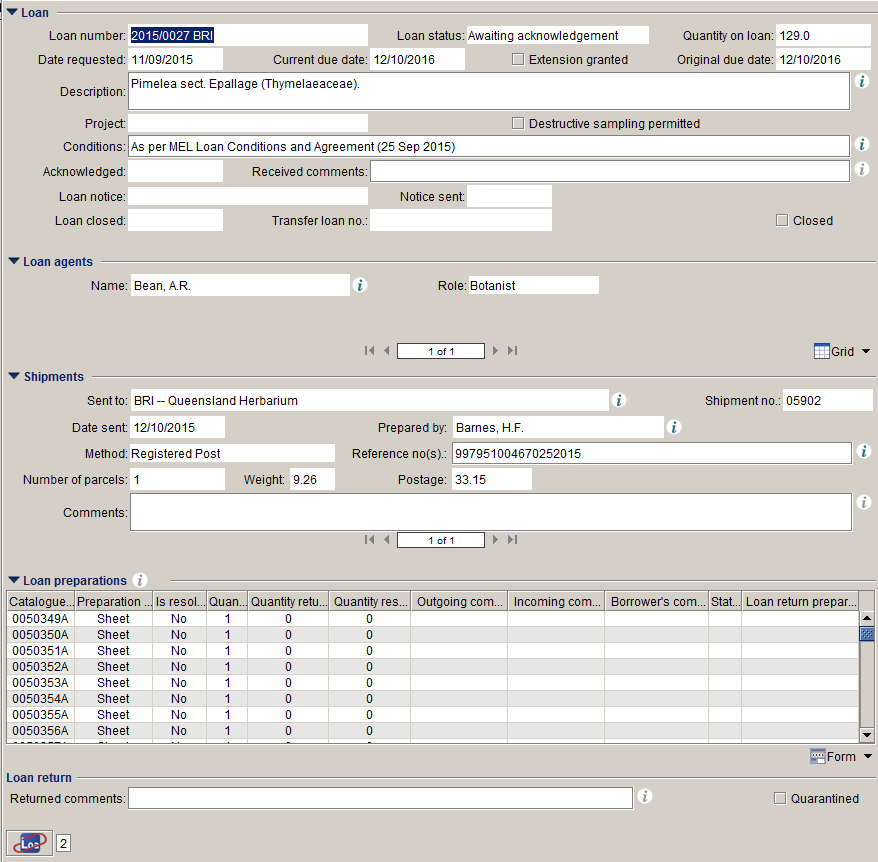 Loan
Loan number: 2015/0027 BRI Loan status: Awaiting acknowledgement Quantity on loan: 129.0
Date requested: 11/09/2015 Current due date: 12/10/2016 Extension granted Original due date: 12/10/2016
Description: Pimelea sect. Epallage (Thymelaeaceae).
Project: Destructive sampling permitted
Conditions: As per MEL Loan Conditions and Agreement (25 Sep 2015)
Acknowledged: Received comments:
Loan notice: Notice sent:
Loan closed: Transfer loan no.: Closed
Loan agents
Name: Bean, A.R. Role: Botanist
1 of 1
Grid
Shipments
Sent to: BRI -- Queensland Herbarium Shipment no.: 05902
Date sent: 12/10/2015 Prepared by: Barnes, H.F.
Method: Registered Post Reference no(s).: 997951004670252015
Number of parcels: 1 Weight: 9.26 Postage: 33.15
Comments:
1 of 1
Loan preparations
Catalogue... Preparation ... Is resol... Quan... Quantity retu... Quantity res... Outgoing com... Incoming com... Borrower's com... Stat... Loan return prepar...
0050349A Sheet No 1 0 0
0050350A Sheet No 1 0 0
0050351A Sheet No 1 0 0
0050352A Sheet No 1 0 0
0050353A Sheet No 1 0 0
0050354A Sheet No 1 0 0
0050355A Sheet No 1 0 0
0050356A Sheet No 1 0 0
Form
Loan return
Returned comments: Quarantined
2